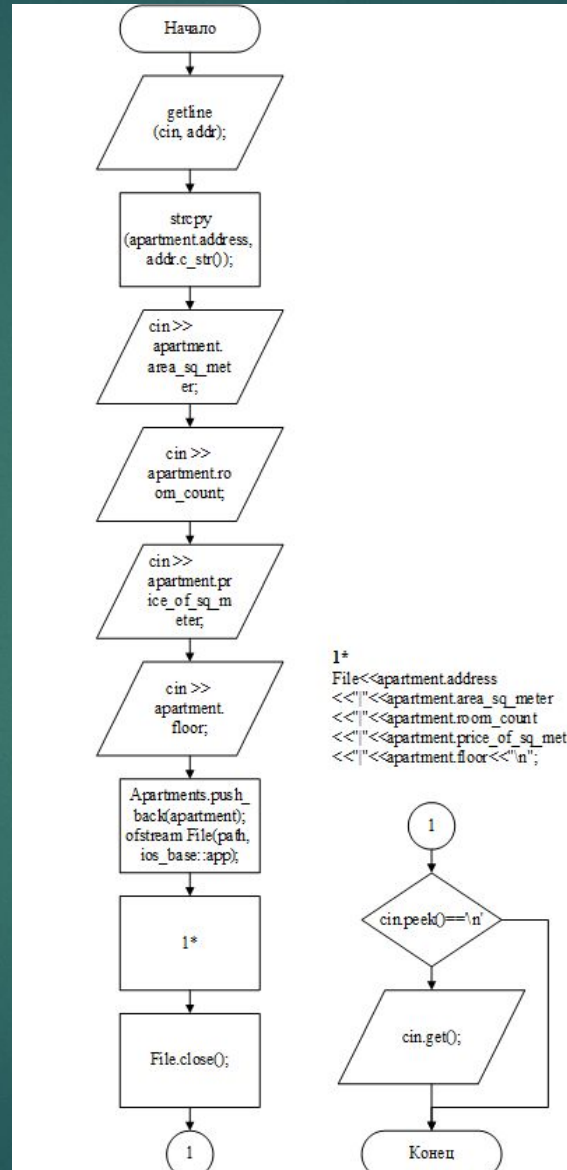 Начало
getline
(cin, addr);
strcpy
(apartment.address,
addr.c_str());
cin >>
apartment.
area_sq_met
er;
cin >>
apartment.ro
om_count;
cin >>
apartment.pr
ice_of_sq_m
eter;
cin >>
apartment.
floor;
Apartments.push_
back(apartment);
ofstream File(path,
ios_base::app);
1*
File.close();
1
1*
File<<apartment.address
<<"|"<<apartment.area_sq_meter
<<"|"<<apartment.room_count
<<"|"<<apartment.price_of_sq_met
<<"|"<<apartment.floor<<"\n";
1
cin.peek()=='\n'
cin.get();
Конец